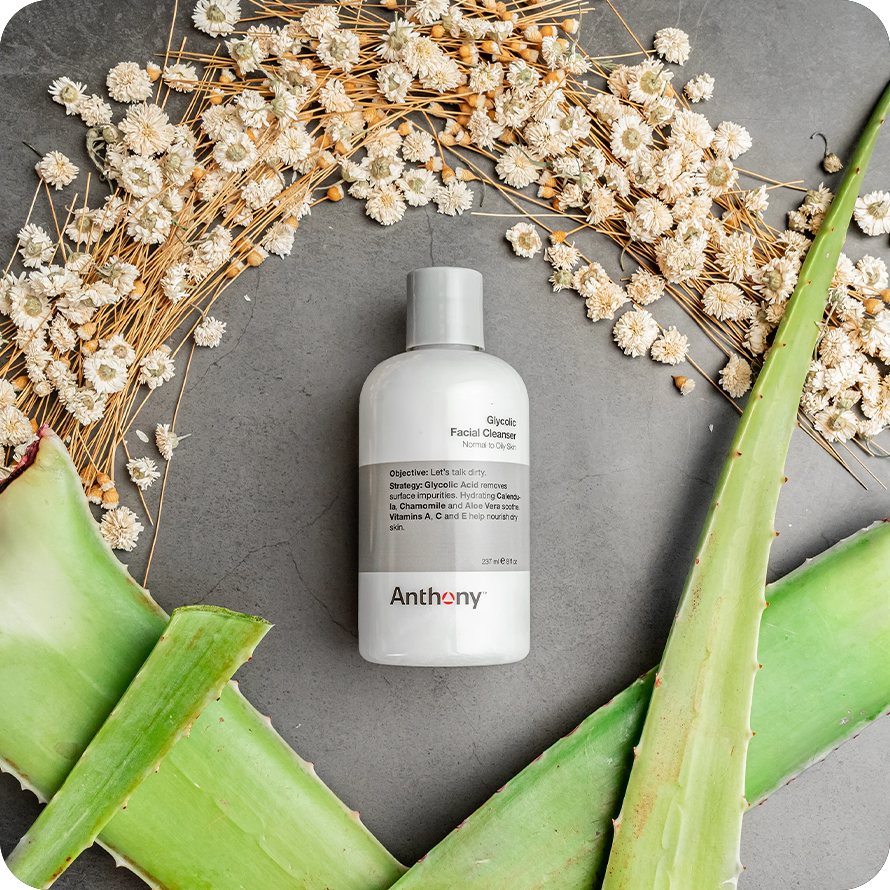 Glycolic
Facial Cleanser
Normal to Oily Skin
Objective: Let's talk dirty.
Strategy: Glycolic Acid removes
surface impurities. Hydrating Calendu-
la, Chamomile and Aloe Vera soothe.
Vitamins A, C and E help nourish dry
skin.
237 ml ℮ 8 fl oz
Anthony™